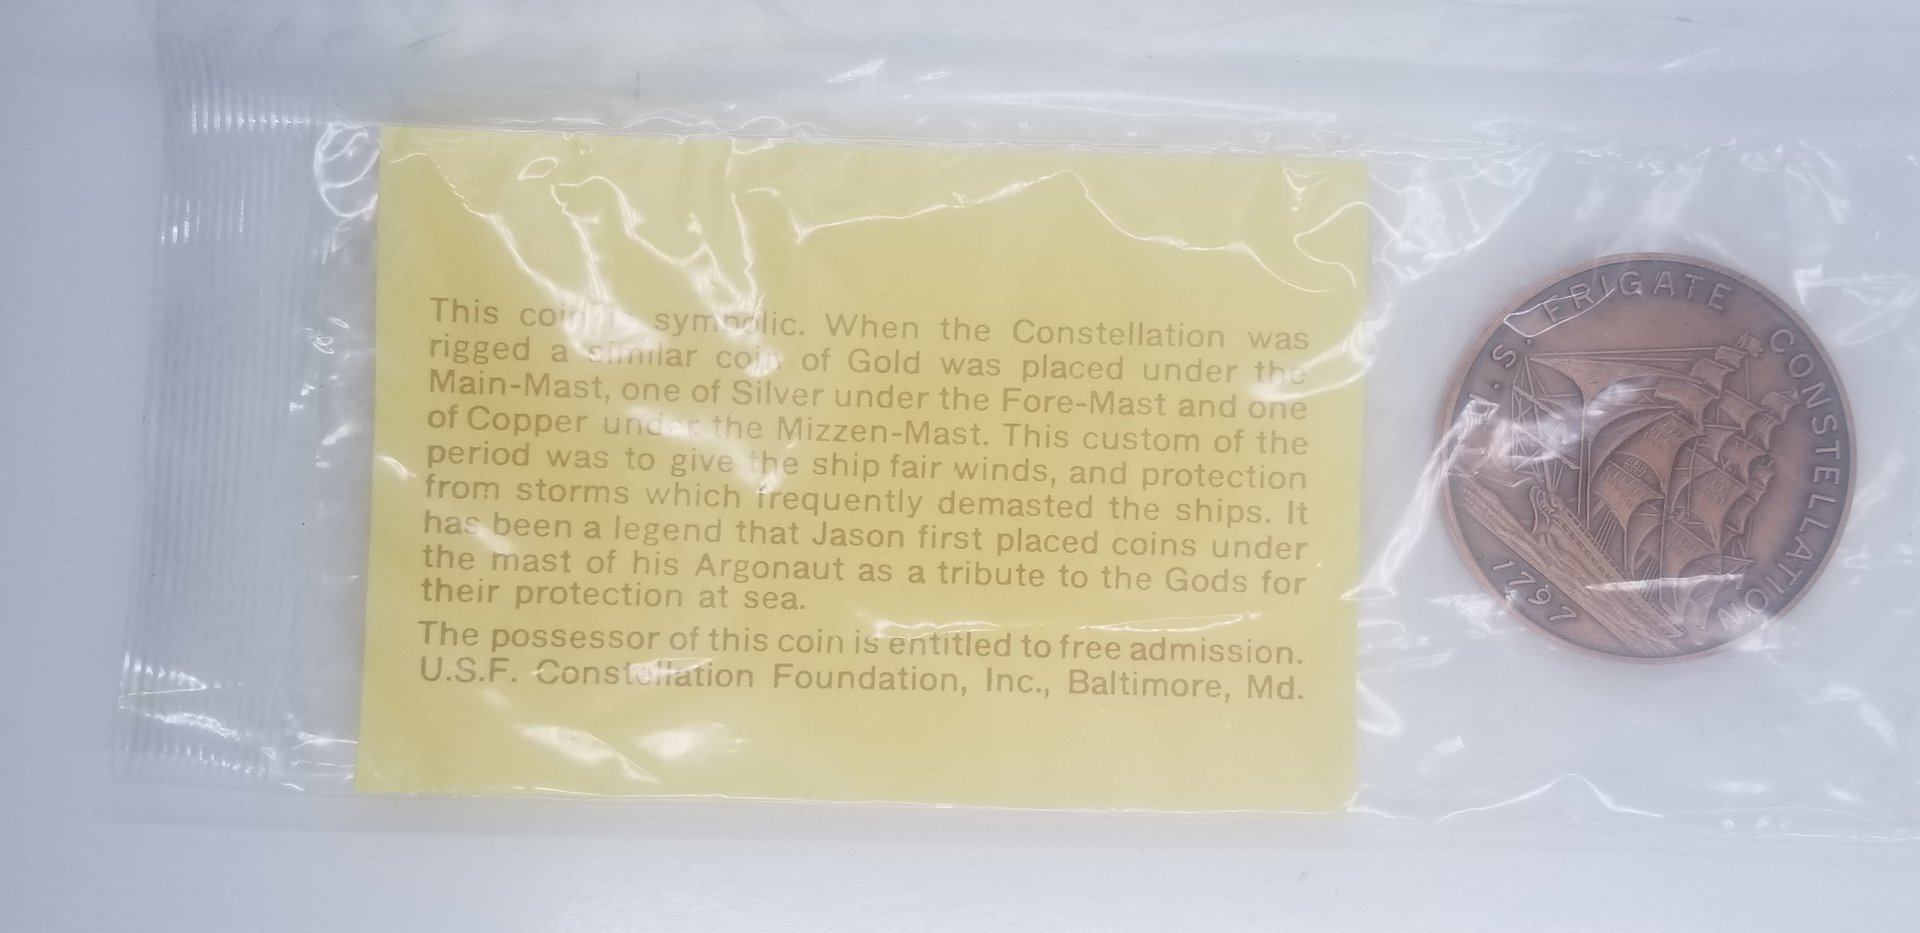 This coin is symbolic. When the Constellation was
rigged a similar coin of Gold was placed under the
Main-Mast, one of Silver under the Fore-Mast and one
of Copper under the Mizzen-Mast. This custom of the
period was to give the ship fair winds, and protection
from storms which frequently demasted the ships. It
has been a legend that Jason first placed coins under
the mast of his Argonaut as a tribute to the Gods for
their protection at sea.
The possessor of this coin is entitled to free admission.
U.S.F. Constellation Foundation, Inc., Baltimore, Md.
U.S. FRIGATE CONSTELLATION
1797